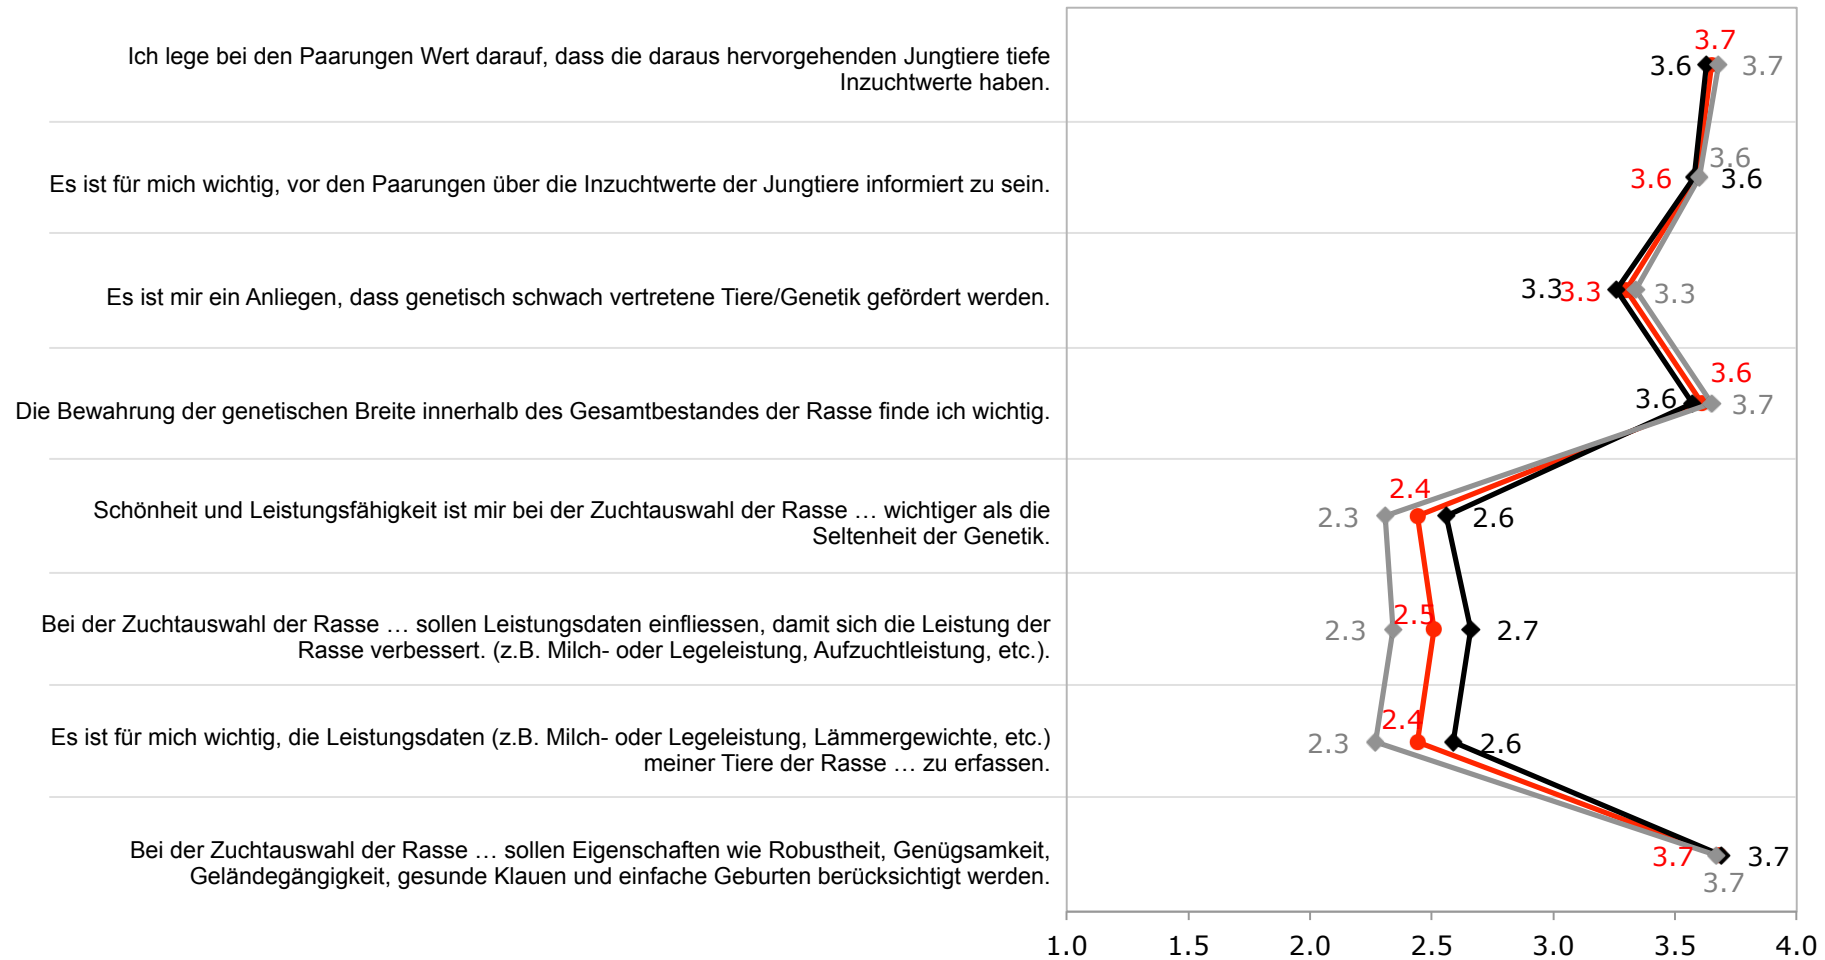 Ich lege bei den Paarungen Wert darauf, dass die daraus hervorgehenden Jungtiere tiefe
Inzuchtwerte haben.
3.7
3.6
3.7
Es ist für mich wichtig, vor den Paarungen über die Inzuchtwerte der Jungtiere informiert zu sein.
3.6
3.6
3.6
Es ist mir ein Anliegen, dass genetisch schwach vertretene Tiere/Genetik gefördert werden.
3.3
3.3
3.3
Die Bewahrung der genetischen Breite innerhalb des Gesamtbestandes der Rasse finde ich wichtig.
3.6
3.6
3.7
Schönheit und Leistungsfähigkeit ist mir bei der Zuchtauswahl der Rasse … wichtiger als die
Seltenheit der Genetik.
2.3
2.4
2.6
Bei der Zuchtauswahl der Rasse … sollen Leistungsdaten einfliessen, damit sich die Leistung der
Rasse verbessert. (z.B. Milch- oder Legeleistung, Aufzuchtleistung, etc.).
2.3
2.5
2.7
Es ist für mich wichtig, die Leistungsdaten (z.B. Milch- oder Legeleistung, Lämmergewichte, etc.)
meiner Tiere der Rasse … zu erfassen.
2.3
2.4
2.6
Bei der Zuchtauswahl der Rasse … sollen Eigenschaften wie Robustheit, Genügsamkeit,
Geländegängigkeit, gesunde Klauen und einfache Geburten berücksichtigt werden.
3.7
3.7
3.7
1.0 1.5 2.0 2.5 3.0 3.5 4.0